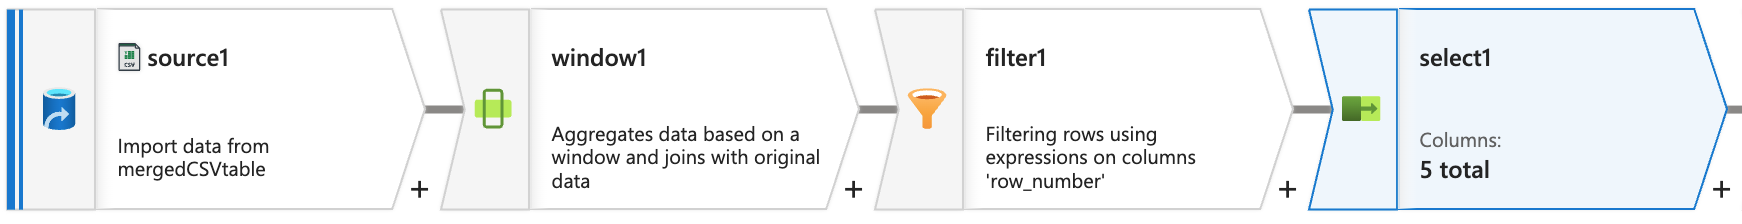 CSV
source1
Import data from
mergedCSVtable
+
window1
Aggregates data based on a
window and joins with original
data
+
filter1
Filtering rows using
expressions on columns
'row_number'
+
select1
Columns:
5 total
+